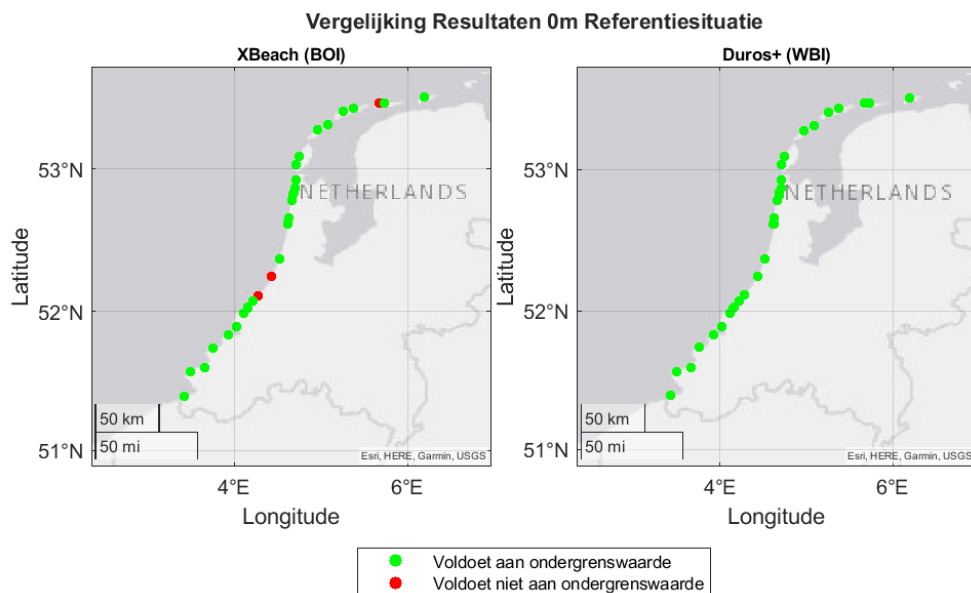 Vergelijking Resultaten 0m Referentiesituatie
XBeach (BOI)
Latitude
53°N
52°N
51°N
NETHERLANDS
50 km
50 mi
Esri, HERE, Garmin, USGS
4°E
6°E
Longitude
Duros+ (WBI)
Latitude
53°N
52°N
51°N
NETHERLANDS
50 km
50 mi
Esri, HERE, Garmin, USGS
4°E
6°E
Longitude
Voldoet aan ondergrenswaarde
Voldoet niet aan ondergrenswaarde